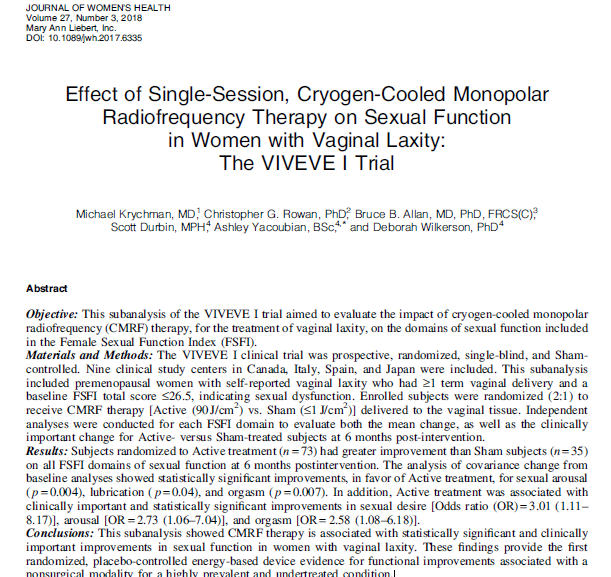 JOURNAL OF WOMEN'S HEALTH
Volume 27, Number 3, 2018
Mary Ann Liebert, Inc.
DOI: 10.1089/jwh.2017.6335
Effect of Single-Session, Cryogen-Cooled Monopolar
Radiofrequency Therapy on Sexual Function
in Women with Vaginal Laxity:
The VIVEVE I Trial
Michael Krychman, MD,1 Christopher G. Rowan, PhD,2 Bruce B. Allan, MD, PhD, FRCS(C),3
Scott Durbin, MPH,4 Ashley Yacoubian, BSc,4,* and Deborah Wilkerson, PhD4
Abstract
Objective: This subanalysis of the VIVEVE I trial aimed to evaluate the impact of cryogen-cooled monopolar
radiofrequency (CMRF) therapy, for the treatment of vaginal laxity, on the domains of sexual function included
in the Female Sexual Function Index (FSFI).
Materials and Methods: The VIVEVE I clinical trial was prospective, randomized, single-blind, and Sham-
controlled. Nine clinical study centers in Canada, Italy, Spain, and Japan were included. This subanalysis
included premenopausal women with self-reported vaginal laxity who had ≥1 term vaginal delivery and a
baseline FSFI total score ≤26.5, indicating sexual dysfunction. Enrolled subjects were randomized (2:1) to
receive CMRF therapy [Active (90 J/cm2) vs. Sham (≤1 J/cm2)] delivered to the vaginal tissue. Independent
analyses were conducted for each FSFI domain to evaluate both the mean change, as well as the clinically
important change for Active- versus Sham-treated subjects at 6 months post-intervention.
Results: Subjects randomized to Active treatment (n = 73) had greater improvement than Sham subjects (n = 35)
on all FSFI domains of sexual function at 6 months postintervention. The analysis of covariance change from
baseline analyses showed statistically significant improvements, in favor of Active treatment, for sexual arousal
(p = 0.004), lubrication (p = 0.04), and orgasm (p = 0.007). In addition, Active treatment was associated with
clinically important and statistically significant improvements in sexual desire [Odds ratio (OR) = 3.01 (1.11–
8.17)], arousal [OR = 2.73 (1.06–7.04)], and orgasm [OR = 2.58 (1.08–6.18)].
Conclusions: This subanalysis showed CMRF therapy is associated with statistically significant and clinically
important improvements in sexual function in women with vaginal laxity. These findings provide the first
randomized, placebo-controlled energy-based device evidence for functional improvements associated with a
nonsurgical modality for a highly prevalent and undertreated condition.